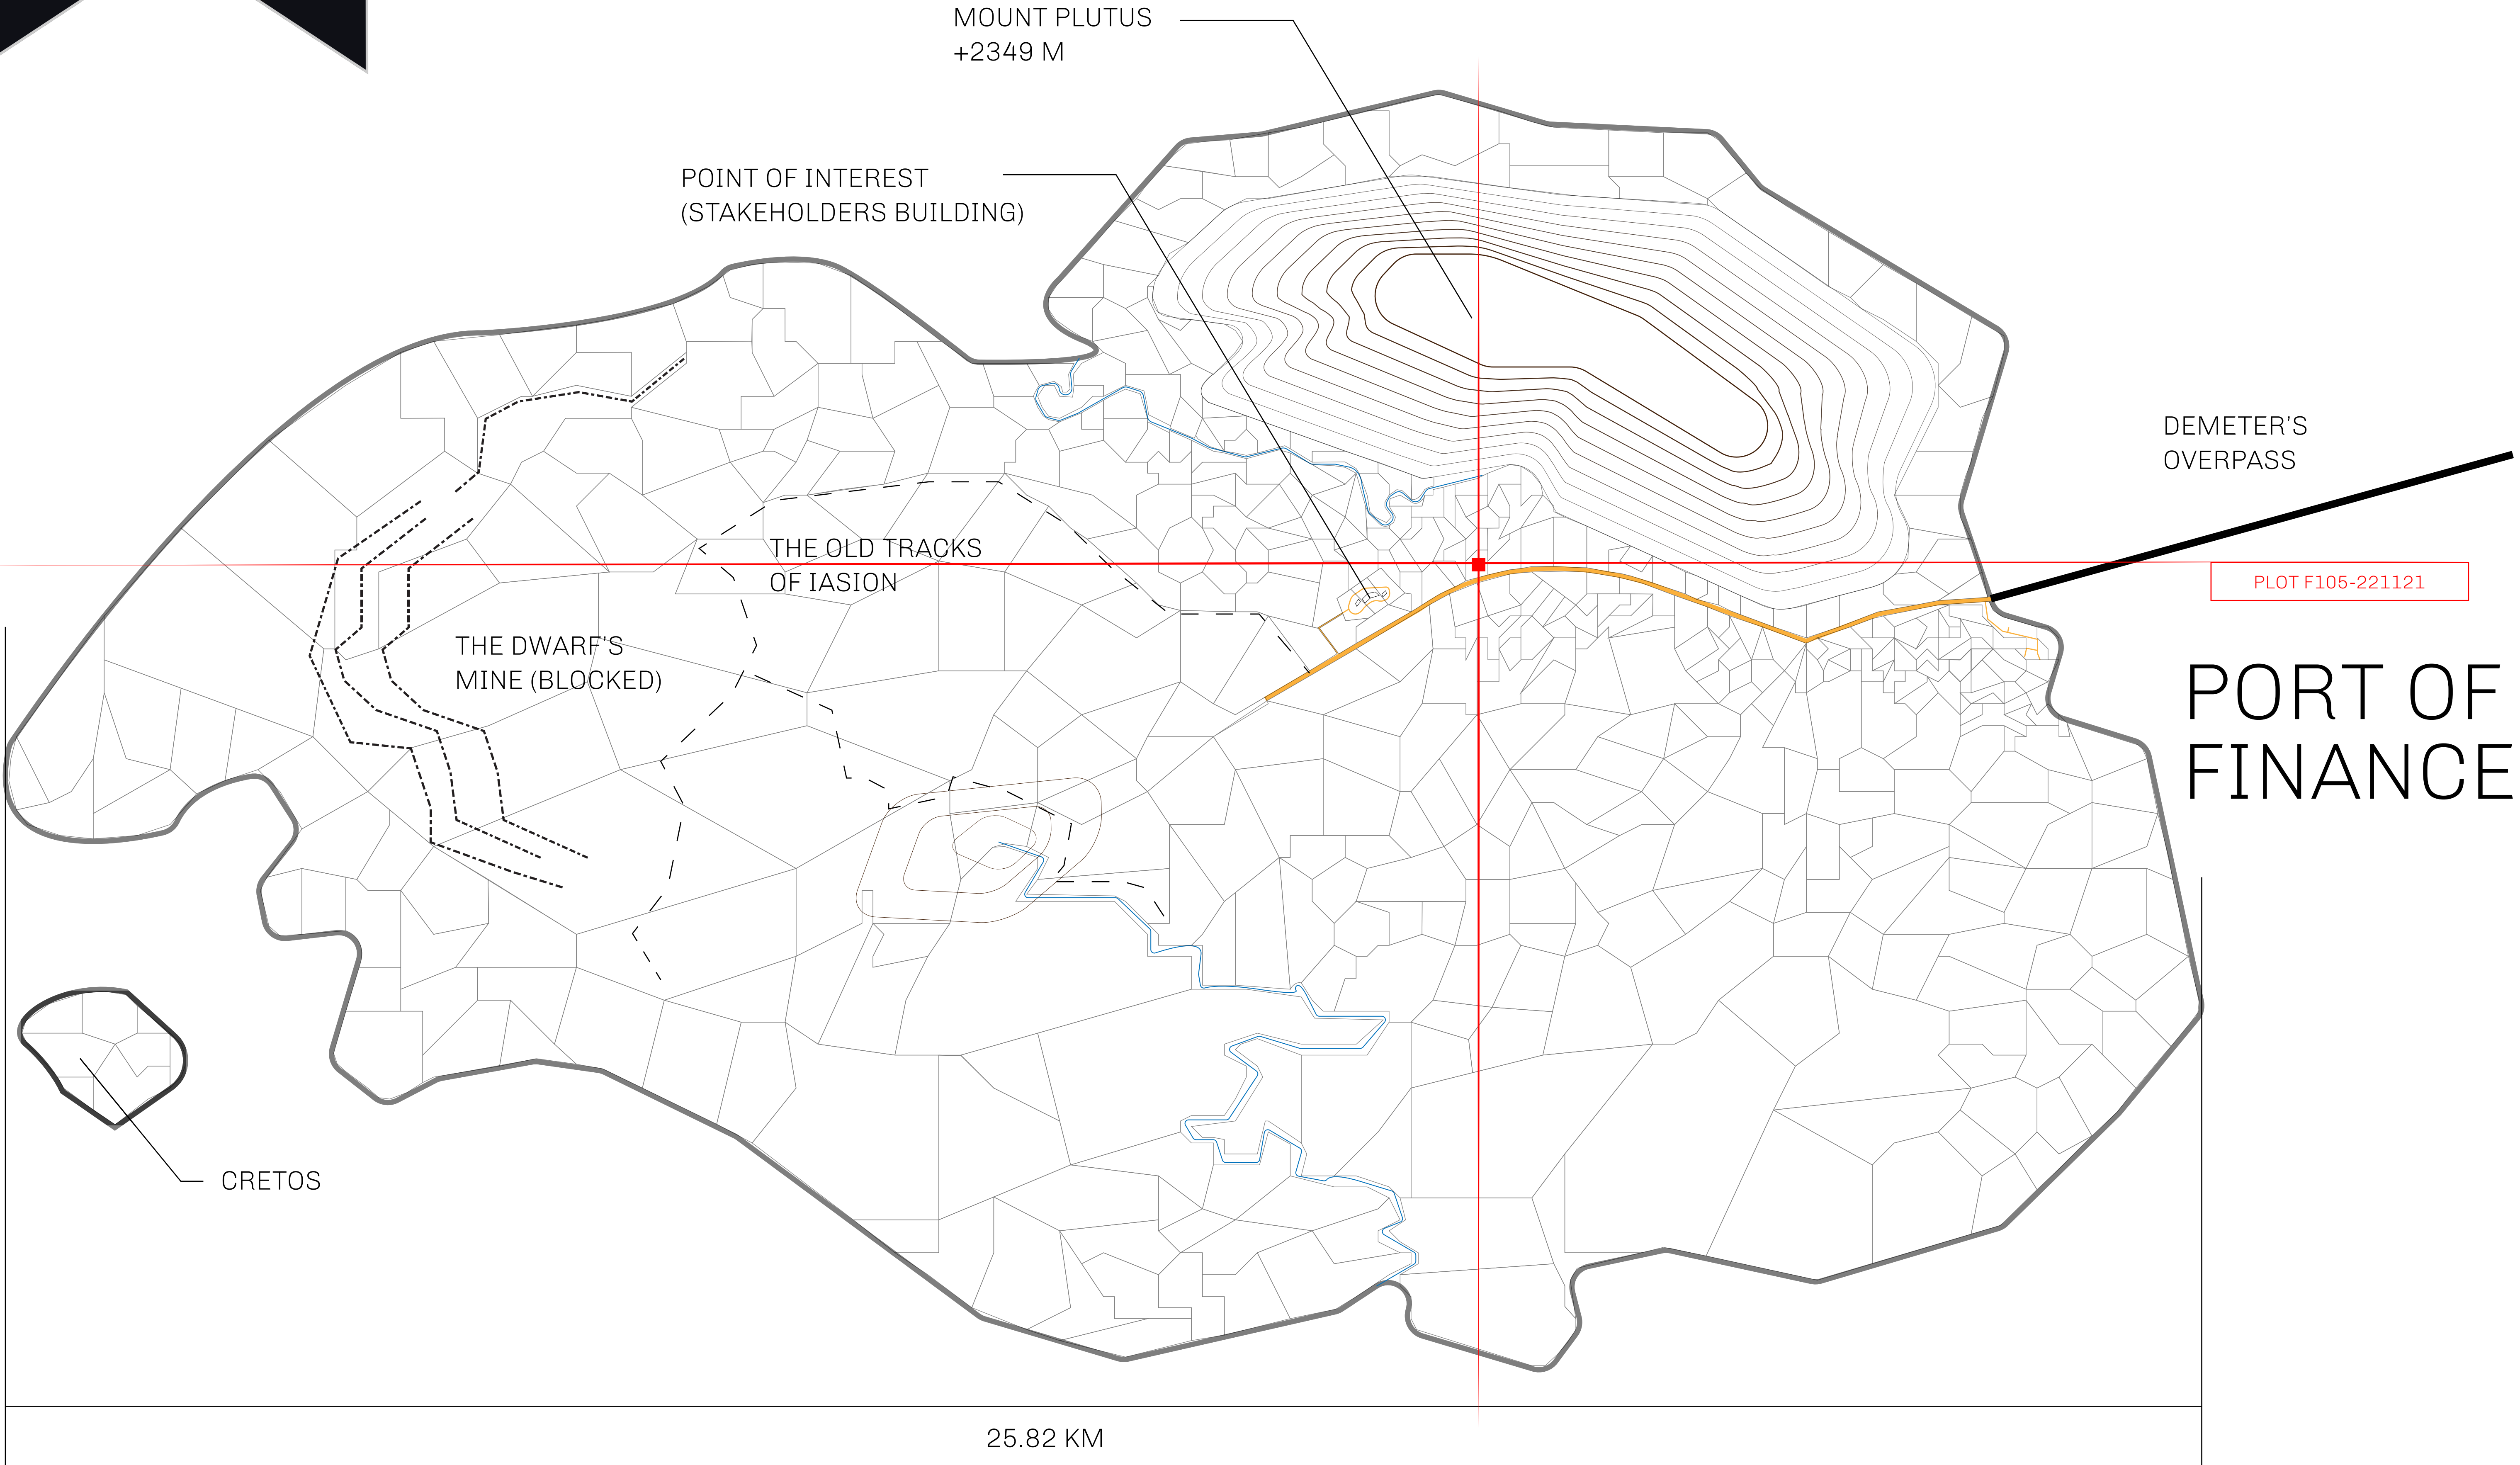 MOUNT PLUTUS
+2349 M
POINT OF INTEREST
(STAKEHOLDERS BUILDING)
DEMETER'S
OVERPASS
THE OLD TRACKS
OF IASION
PLOT F105-221121
THE DWARF'S
MINE (BLOCKED)
PORT OF
FINANCE
CRETOS
25.82 KM